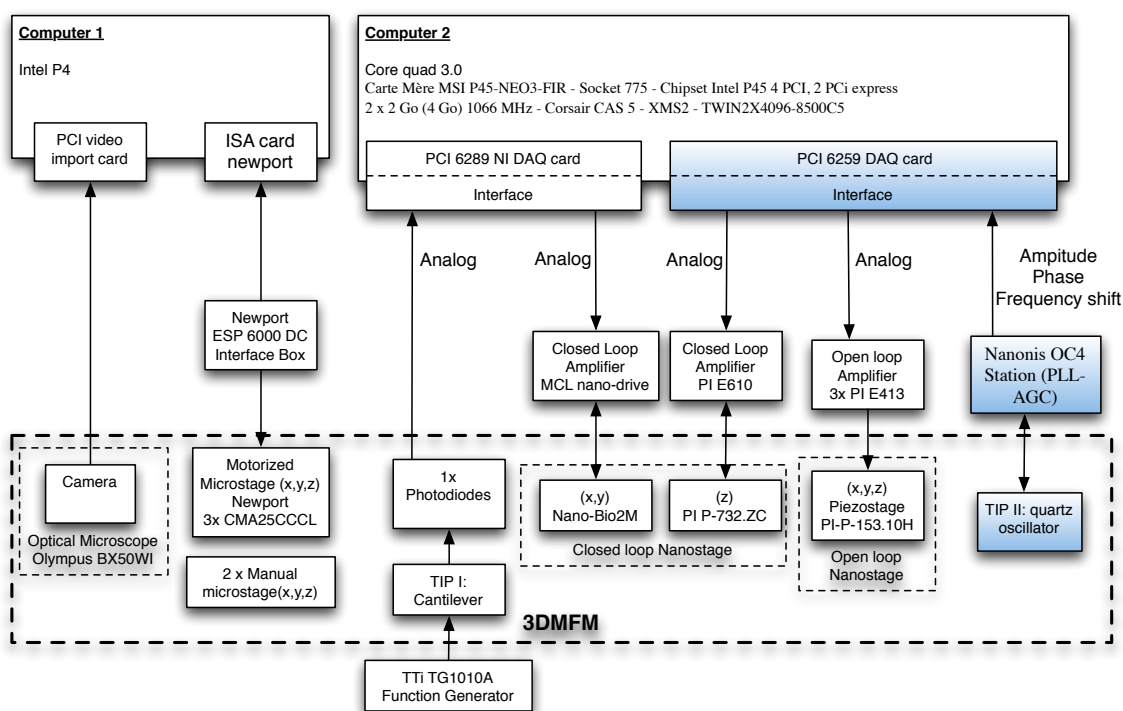 Computer 1
Intel P4
PCI video
import card
ISA card
newport
Computer 2
Core quad 3.0
Carte Mère MSI P45-NEO3-FIR - Socket 775 - Chipset Intel P45 4 PCI, 2 PCi express
2 x 2 Go (4 Go) 1066 MHz - Corsair CAS 5 - XMS2 - TWIN2X4096-8500C5
PCI 6289 NI DAQ card
Interface
PCI 6259 DAQ card
Interface
Analog
Analog
Analog
Analog
Ampitude
Phase
Frequency shift
Newport
ESP 6000 DC
Interface Box
Closed Loop
Amplifier
MCL nano-drive
Closed Loop
Amplifier
PI E610
Open loop
Amplifier
3x PI E413
Nanonis OC4
Station (PLL-
AGC)
Camera
Optical Microscope
Olympus BX50WI
Motorized
Microstage (x,y,z)
Newport
3x CMA25CCCL
2 x Manual
microstage(x,y,z)
1x
Photodiodes
TIP I:
Cantilever
(x,y)
Nano-Bio2M
(z)
PI P-732.ZC
Closed loop Nanostage
(x,y,z)
Piezostage
PI-P-153.10H
Open loop
Nanostage
TIP II: quartz
oscillator
3DMFM
TTi TG1010A
Function Generator